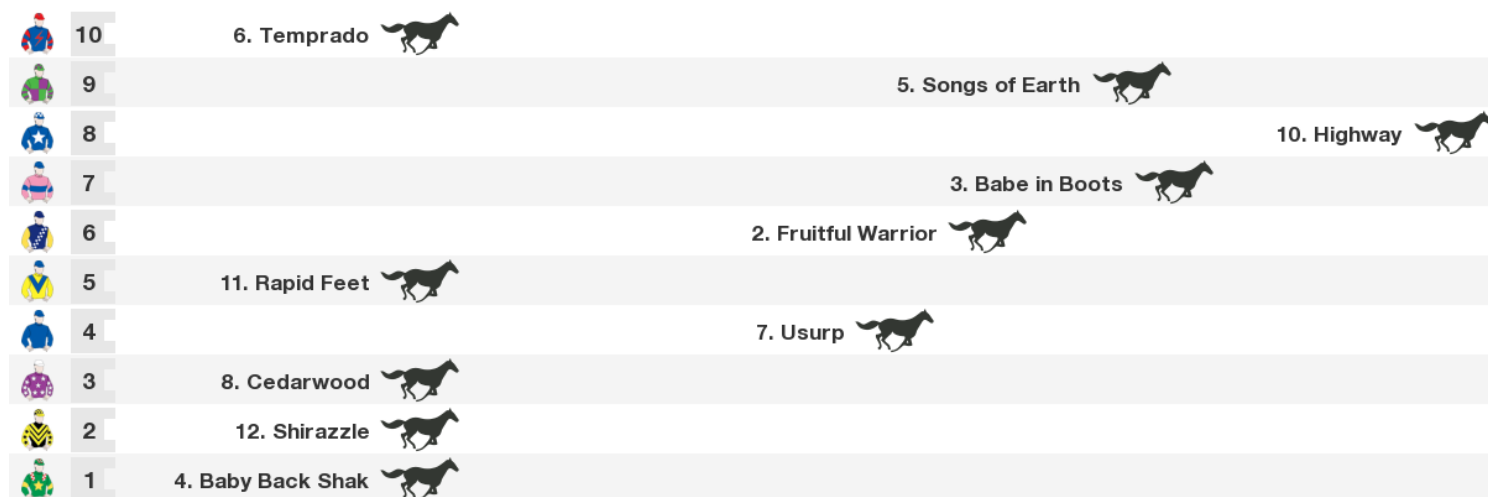 10 6. Temprado
9 5. Songs of Earth
8 10. Highway
7 3. Babe in Boots
6 2. Fruitful Warrior
5 11. Rapid Feet
4 7. Usurp
3 8. Cedarwood
2 12. Shirazzle
1 4. Baby Back Shak